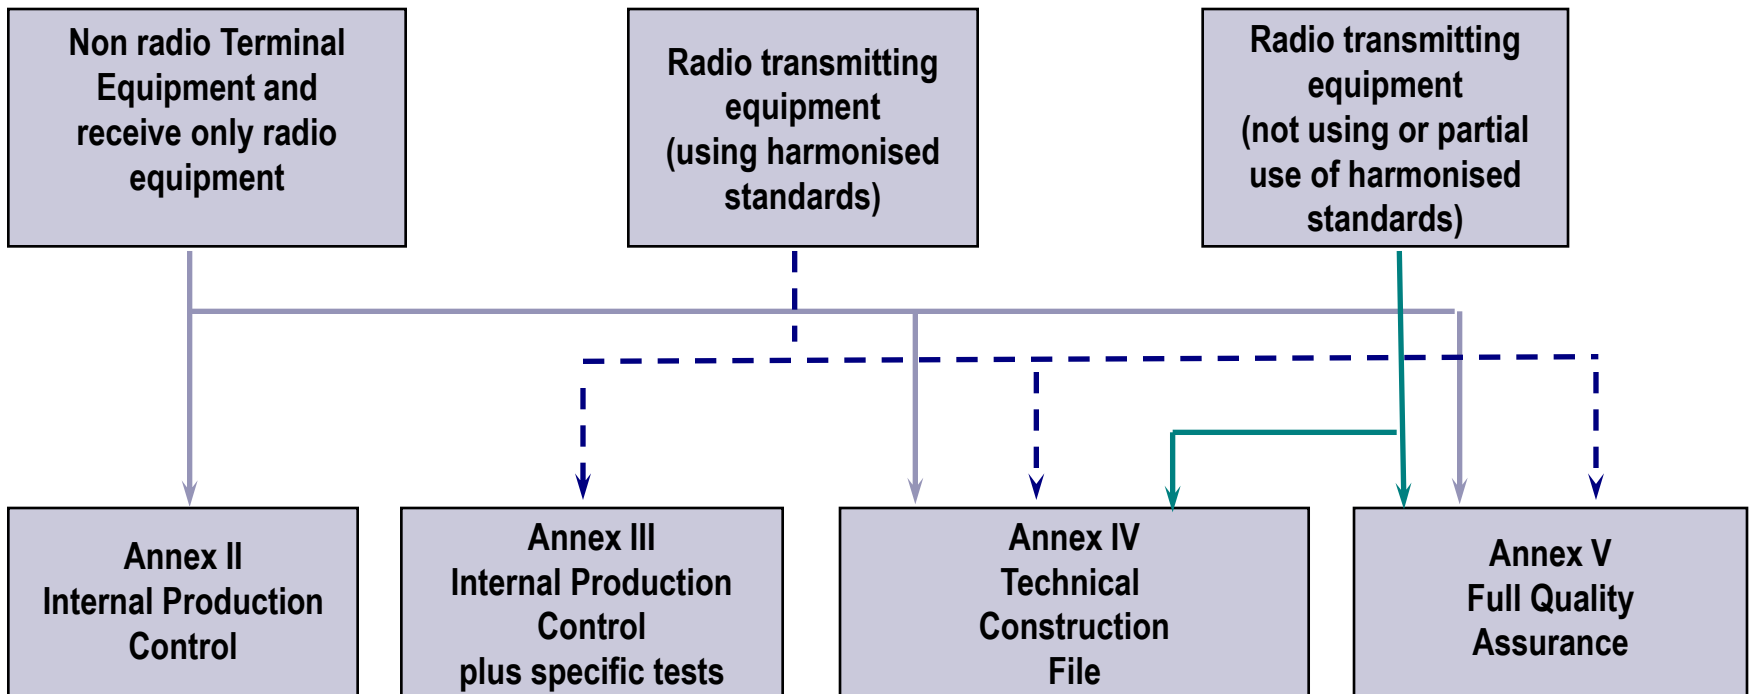 Non radio Terminal
Equipment and
receive only radio
equipment
Radio transmitting
equipment
(using harmonised
standards)
Radio transmitting
equipment
(not using or partial
use of harmonised
standards)
Annex II
Internal Production
Control
Annex III
Internal Production
Control
plus specific tests
Annex IV
Technical
Construction
File
Annex V
Full Quality
Assurance